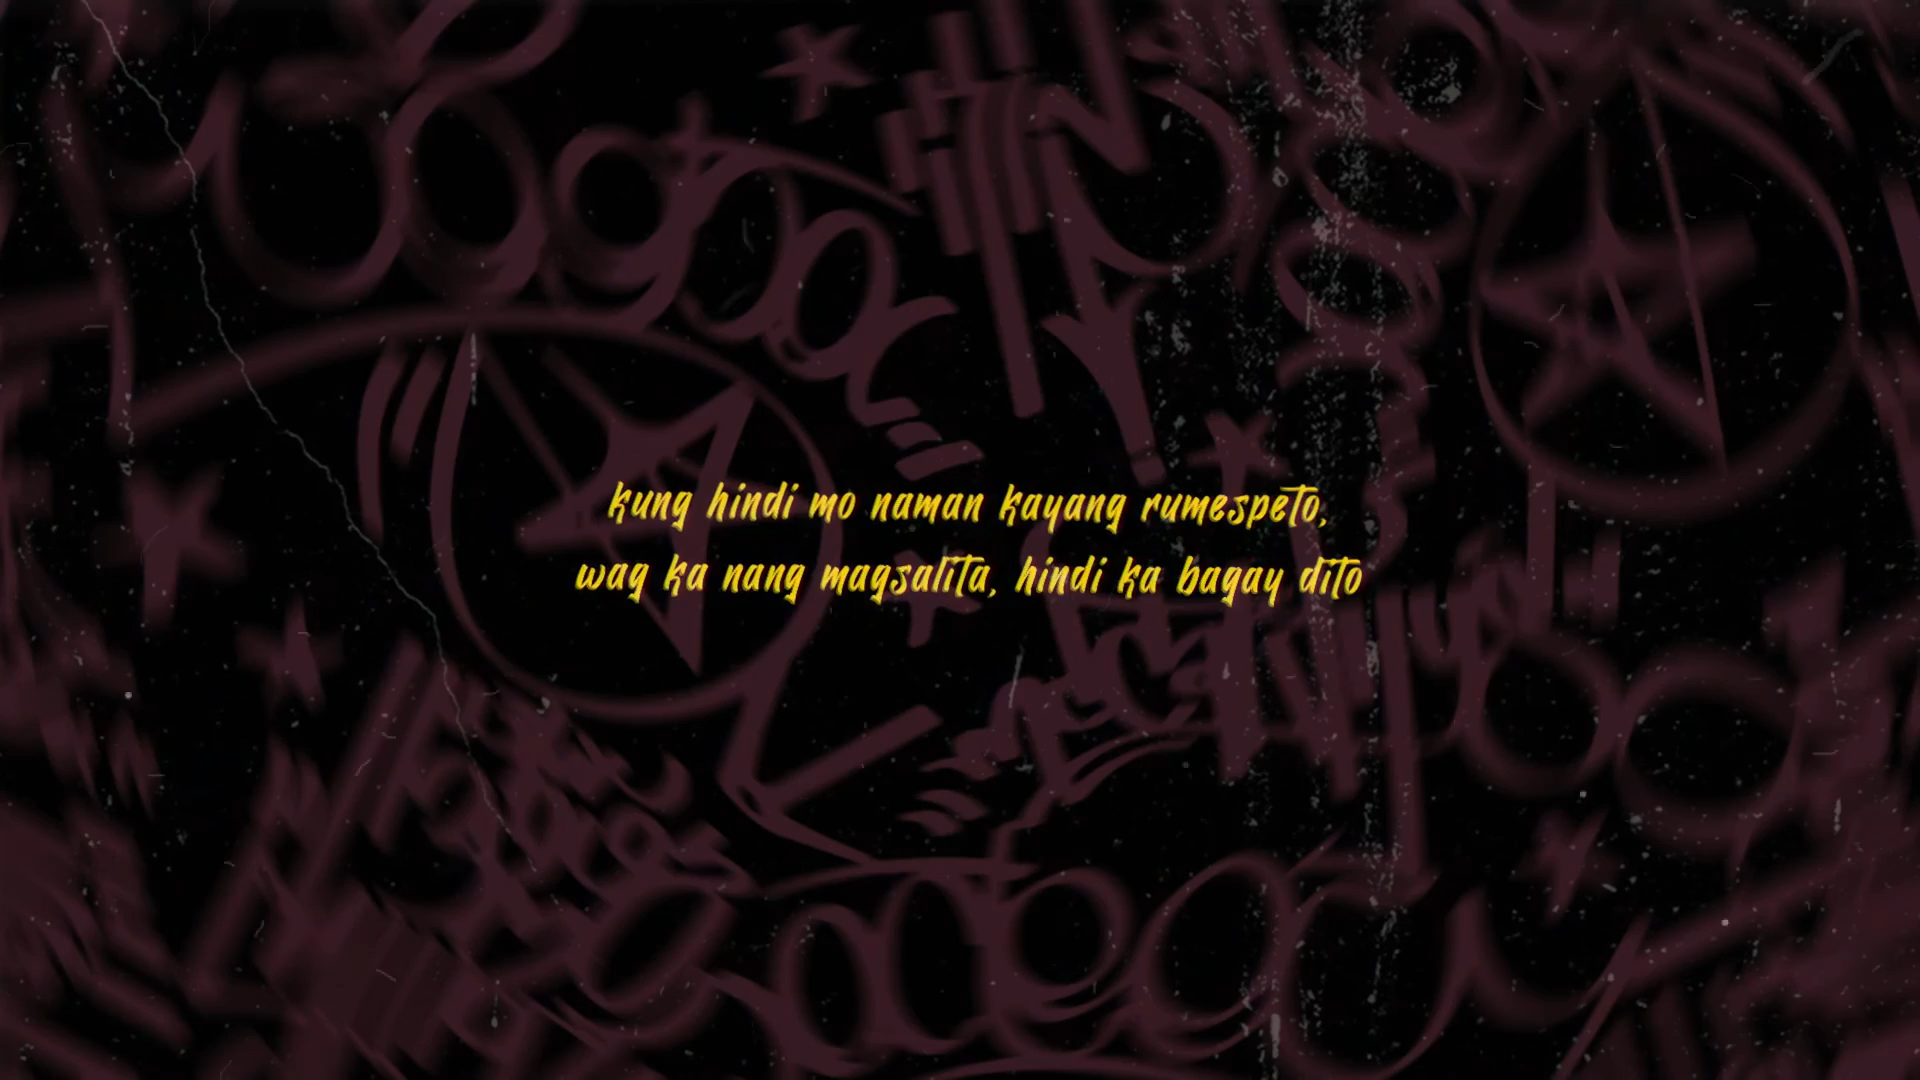 kung hindi mo naman kayang rumespeto,
wag ka nang magsalita, hindi ka bagay dito